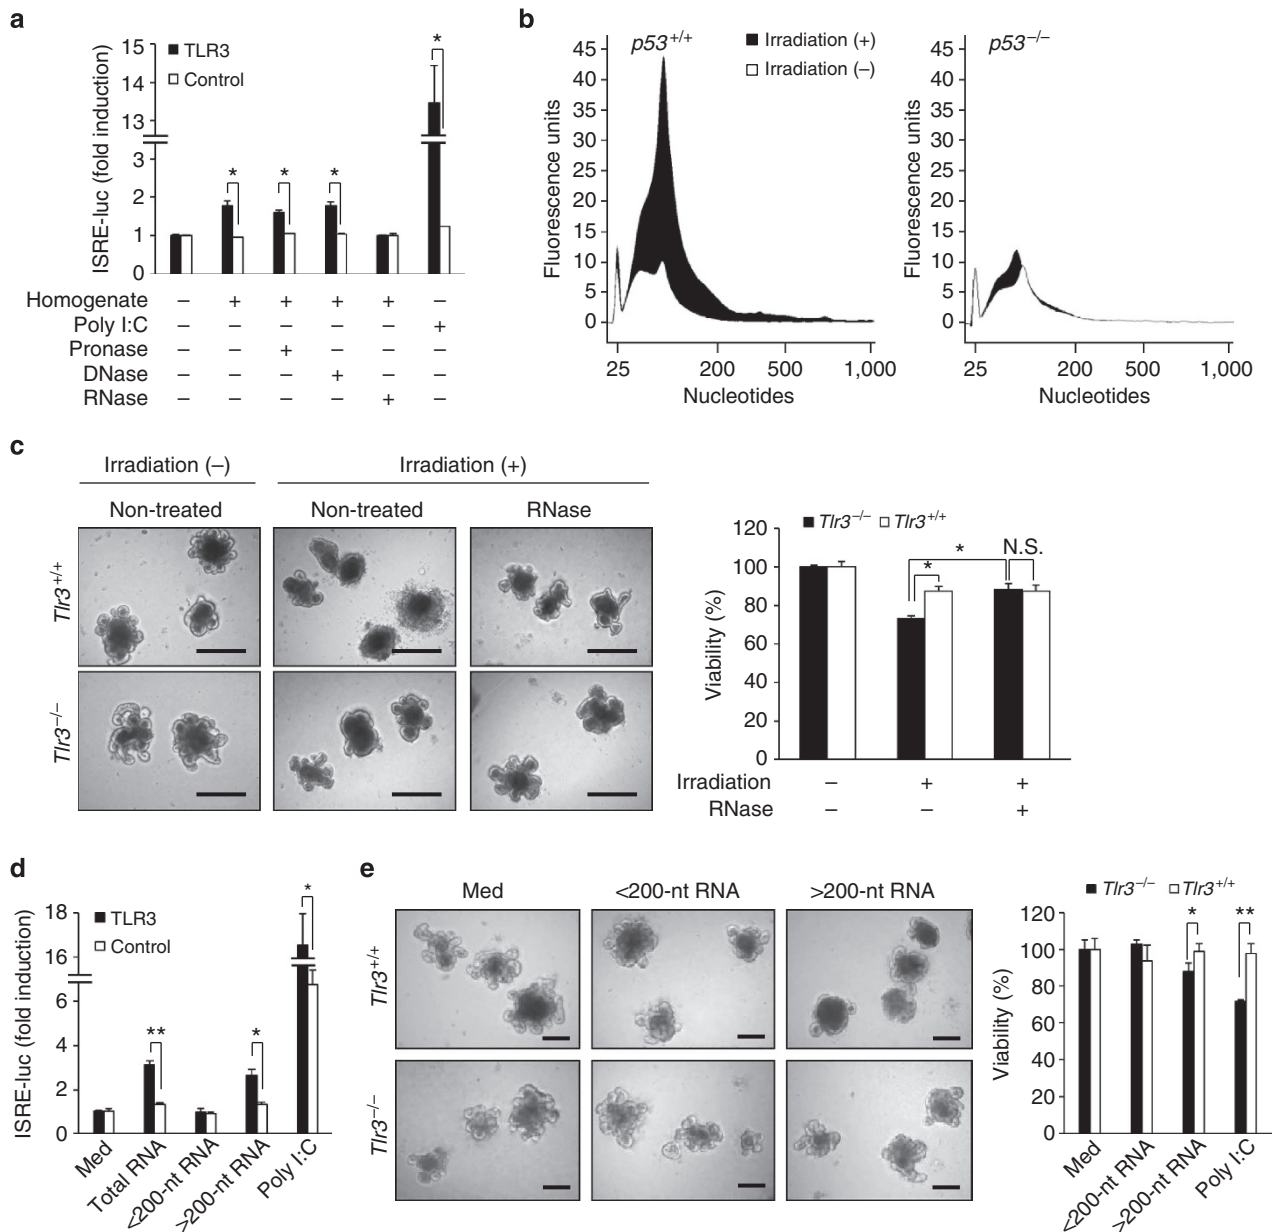 a
15
14
13
3
2
1
0
ISRE-luc (fold induction)
TLR3
Control
* * * *
Homogenate – + + + + –
Poly I:C – – – – – +
Pronase – – + – – –
DNase – – – + – –
RNase – – – – + –
b
p53+/+
Irradiation (+)
Irradiation (–)
45
40
35
30
25
20
15
10
5
0
Fluorescence units
25 200 500 1,000
Nucleotides
p53–/–
45
40
35
30
25
20
15
10
5
0
Fluorescence units
25 200 500 1,000
Nucleotides
c
Irradiation (–) Irradiation (+)
Non-treated Non-treated RNase
Tlr3+/+
Tlr3–/–
Tlr3–/– Tlr3+/+
120
100
80
60
40
20
0
Viability (%)
* * N.S.
Irradiation – + +
RNase – – +
d
18
16
6
4
2
0
ISRE-luc (fold induction)
TLR3
Control
** * *
Med
Total RNA
<200-nt RNA
>200-nt RNA
Poly I:C
e
Med <200-nt RNA >200-nt RNA
Tlr3+/+
Tlr3–/–
Tlr3–/– Tlr3+/+
120
100
80
60
40
20
0
Viability (%)
* **
Med
<200-nt RNA
>200-nt RNA
Poly I:C